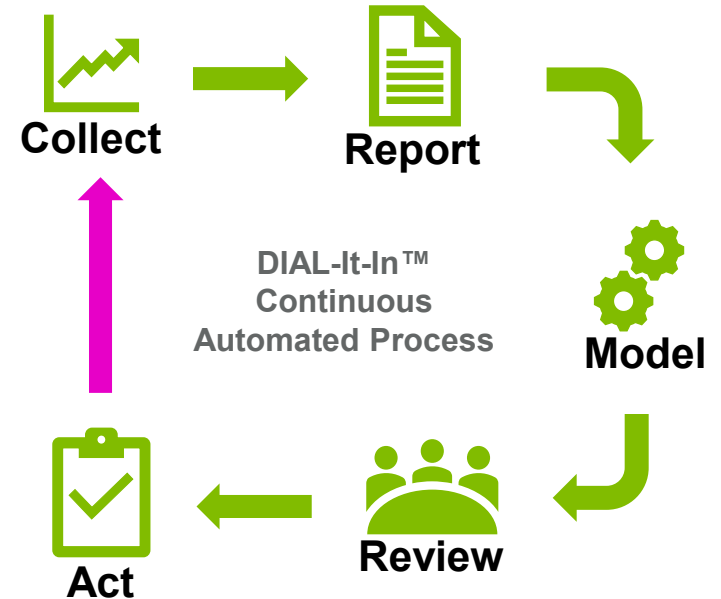 Collect
Report
DIAL-It-In™
Continuous
Automated Process
Model
Review
Act